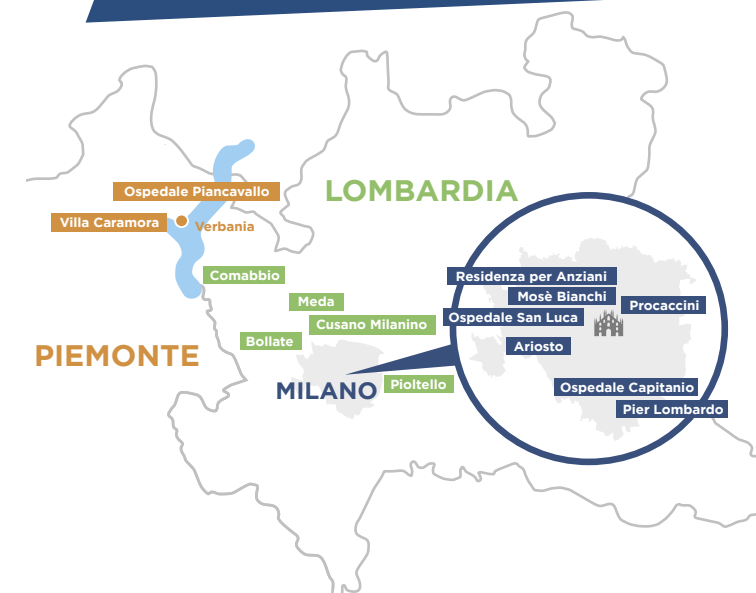 Ospedale Piancavallo
LOMBARDIA
Villa Caramora
Verbania
Comabbio
Residenza per Anziani
Mosè Bianchi
Procaccini
Meda
Cusano Milanino
Ospedale San Luca
Bollate
Ariosto
PIEMONTE
MILANO
Pioltello
Ospedale Capitanio
Pier Lombardo